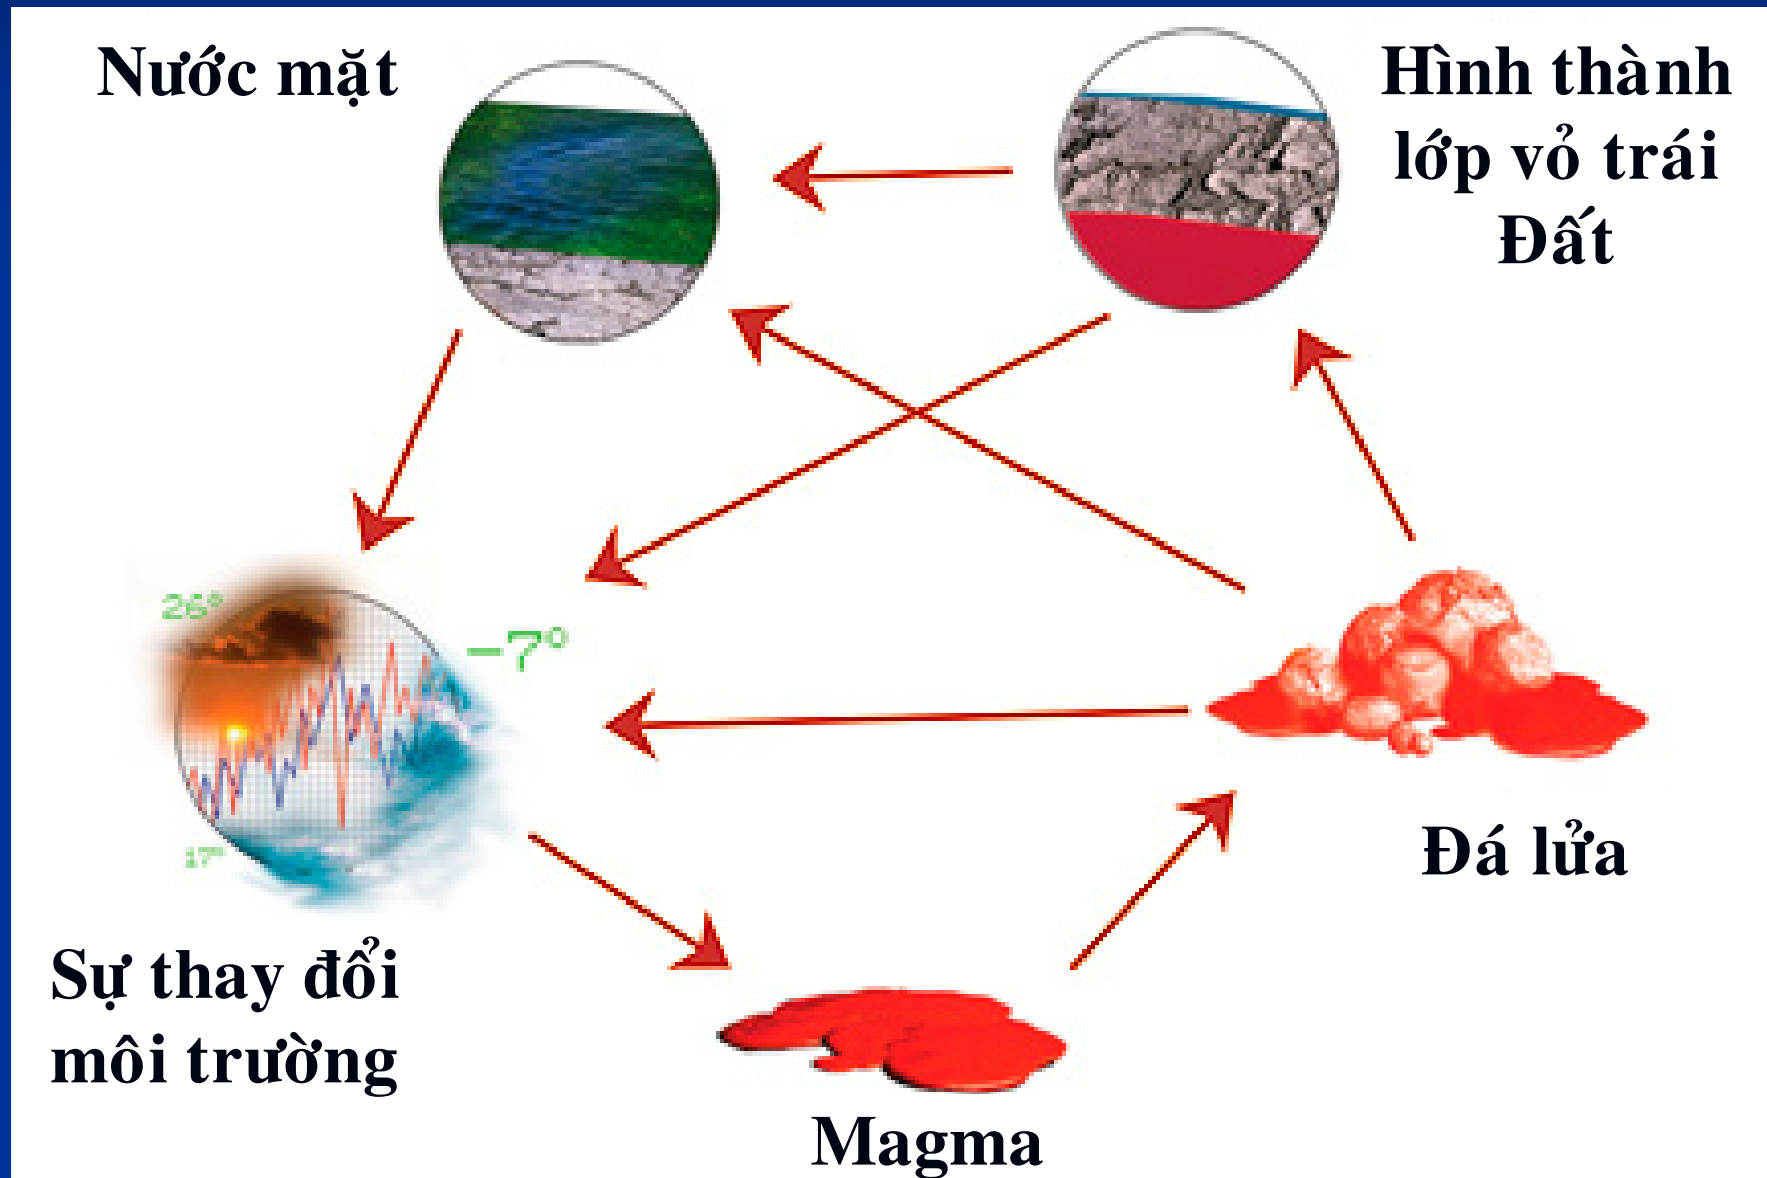 Nước mặt
Hình thành
lớp vỏ trái
Đất
26°
-7°
17°
Đá lửa
Sự thay đổi
môi trường
Magma